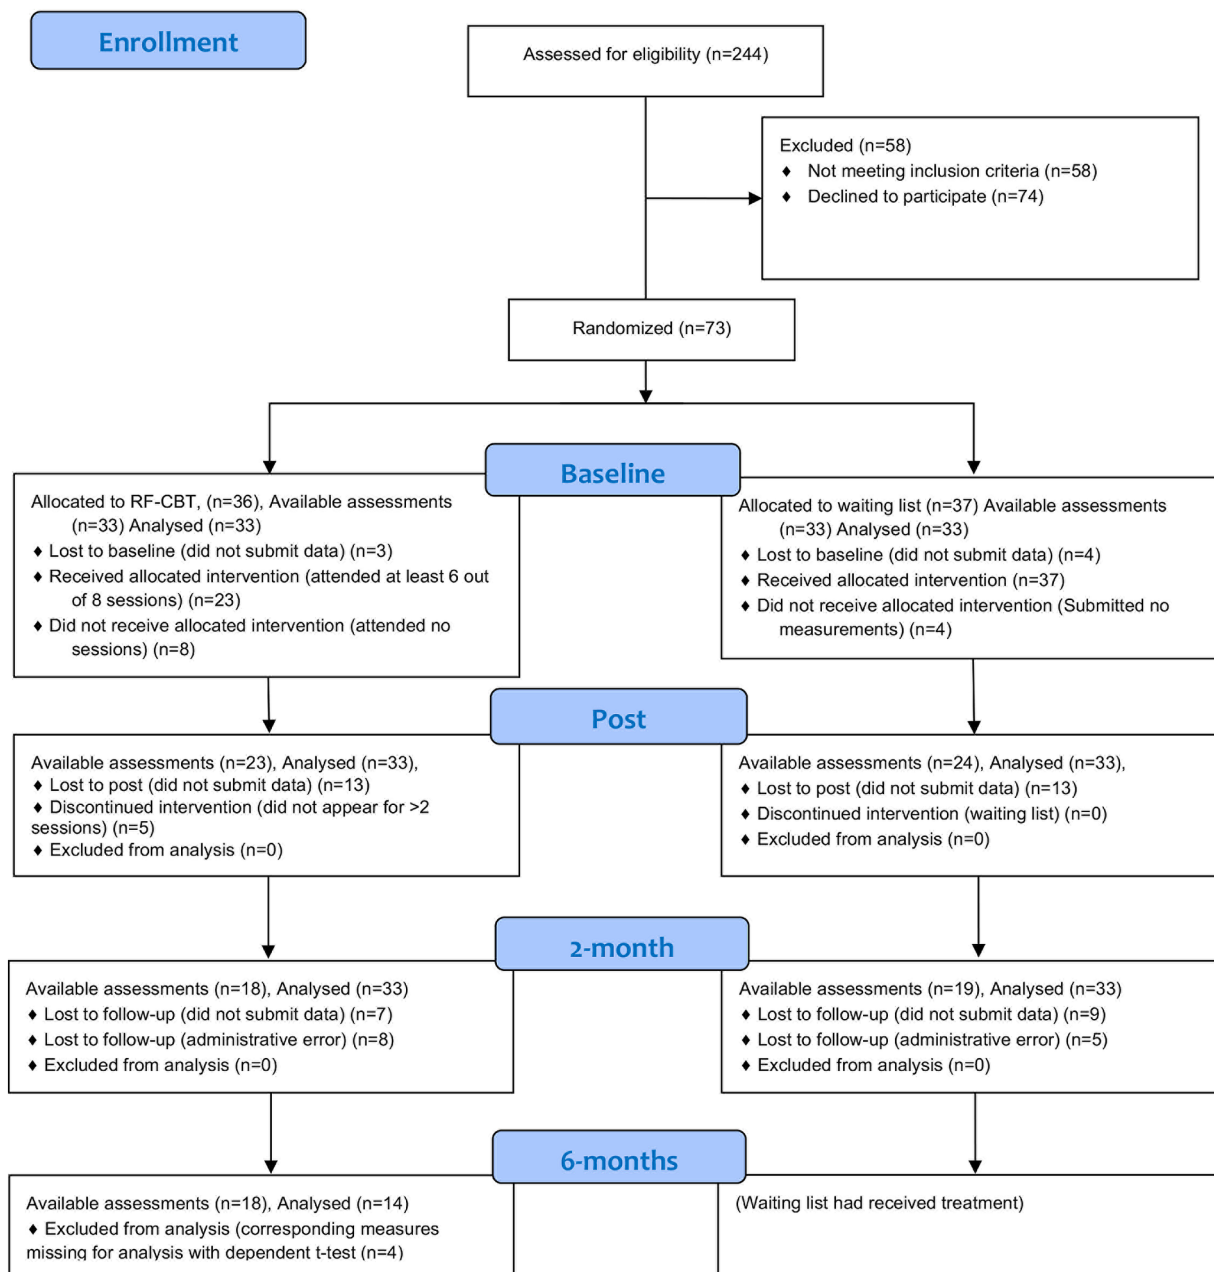 Enrollment
Assessed for eligibility (n=244)
Excluded (n=58)
♦ Not meeting inclusion criteria (n=58)
♦ Declined to participate (n=74)
Randomized (n=73)
Baseline
Allocated to RF-CBT, (n=36), Available assessments
(n=33) Analysed (n=33)
♦ Lost to baseline (did not submit data) (n=3)
♦ Received allocated intervention (attended at least 6 out
of 8 sessions) (n=23)
♦ Did not receive allocated intervention (attended no
sessions) (n=8)
Allocated to waiting list (n=37) Available assessments
(n=33) Analysed (n=33)
♦ Lost to baseline (did not submit data) (n=4)
♦ Received allocated intervention (n=37)
♦ Did not receive allocated intervention (Submitted no
measurements) (n=4)
Post
Available assessments (n=23), Analysed (n=33),
♦ Lost to post (did not submit data) (n=13)
♦ Discontinued intervention (did not appear for >2
sessions) (n=5)
♦ Excluded from analysis (n=0)
Available assessments (n=24), Analysed (n=33),
♦ Lost to post (did not submit data) (n=13)
♦ Discontinued intervention (waiting list) (n=0)
♦ Excluded from analysis (n=0)
2-month
Available assessments (n=18), Analysed (n=33)
♦ Lost to follow-up (did not submit data) (n=7)
♦ Lost to follow-up (administrative error) (n=8)
♦ Excluded from analysis (n=0)
Available assessments (n=19), Analysed (n=33)
♦ Lost to follow-up (did not submit data) (n=9)
♦ Lost to follow-up (administrative error) (n=5)
♦ Excluded from analysis (n=0)
6-months
Available assessments (n=18), Analysed (n=14)
♦ Excluded from analysis (corresponding measures
missing for analysis with dependent t-test (n=4)
(Waiting list had received treatment)